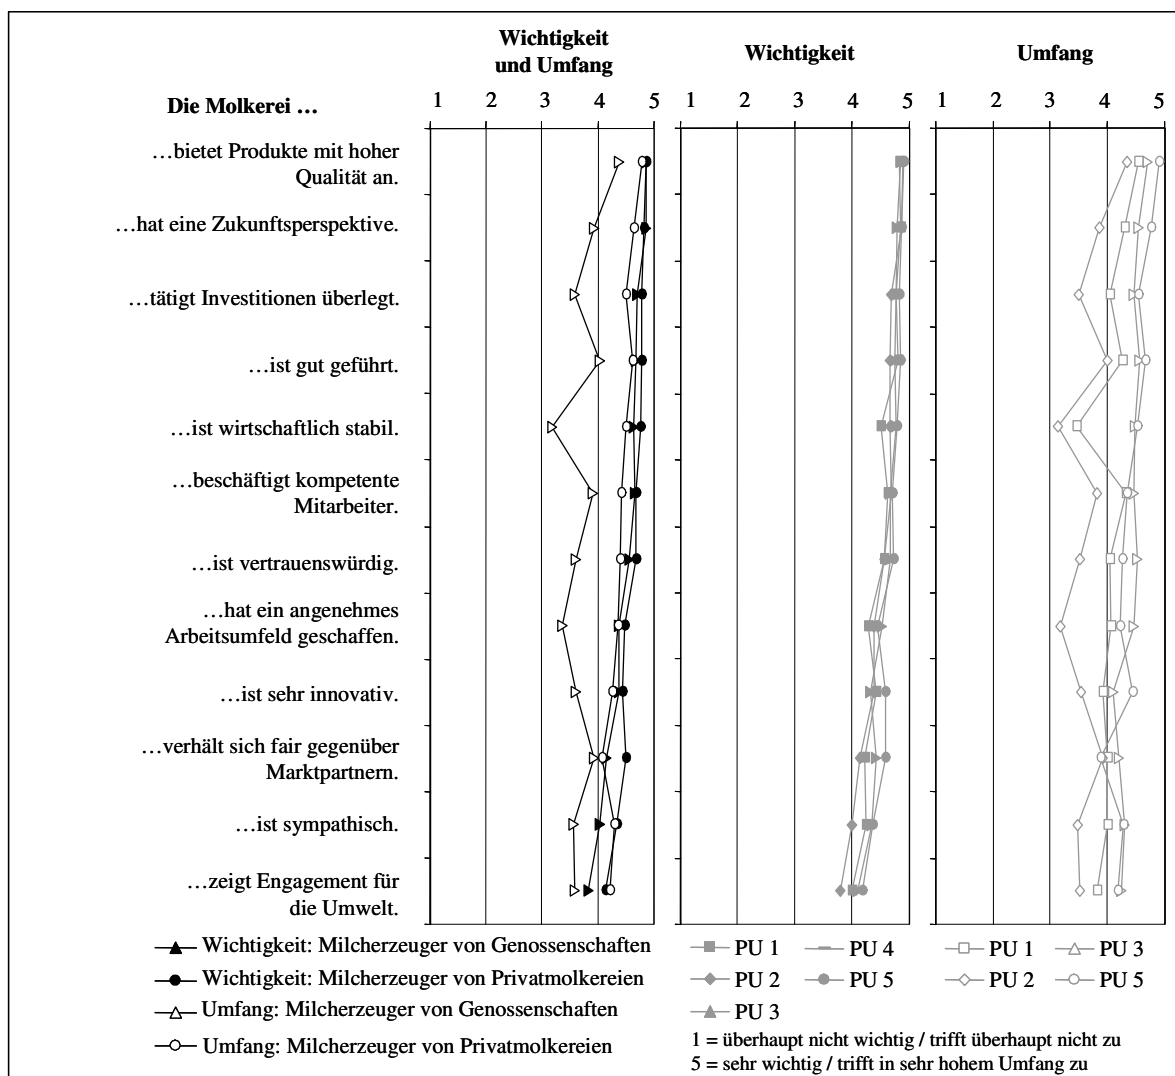 Wichtigkeit
und Umfang
Wichtigkeit
Umfang
Die Molkerei …
1 2 3 4 5
1 2 3 4 5
1 2 3 4 5
…bietet Produkte mit hoher
Qualität an.
…hat eine Zukunftsperspektive.
…tätigt Investitionen überlegt.
…ist gut geführt.
…ist wirtschaftlich stabil.
…beschäftigt kompetente
Mitarbeiter.
…ist vertrauenswürdig.
…hat ein angenehmes
Arbeitsumfeld geschaffen.
…ist sehr innovativ.
…verhält sich fair gegenüber
Marktpartnern.
…ist sympathisch.
…zeigt Engagement für
die Umwelt.
Wichtigkeit: Milcherzeuger von Genossenschaften
Wichtigkeit: Milcherzeuger von Privatmolkereien
Umfang: Milcherzeuger von Genossenschaften
Umfang: Milcherzeuger von Privatmolkereien
PU 1 PU 4
PU 2 PU 5
PU 3
PU 1 PU 3
PU 2 PU 5
1 = überhaupt nicht wichtig / trifft überhaupt nicht zu
5 = sehr wichtig / trifft in sehr hohem Umfang zu